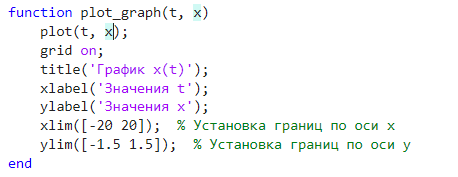 function plot_graph(t, x)
    plot(t, x);
    grid on;
    title('График x(t)');
    xlabel('Значения t');
    ylabel('Значения x');
    xlim([-20 20]);  % Установка границ по оси x
    ylim([-1.5 1.5]);  % Установка границ по оси y
end